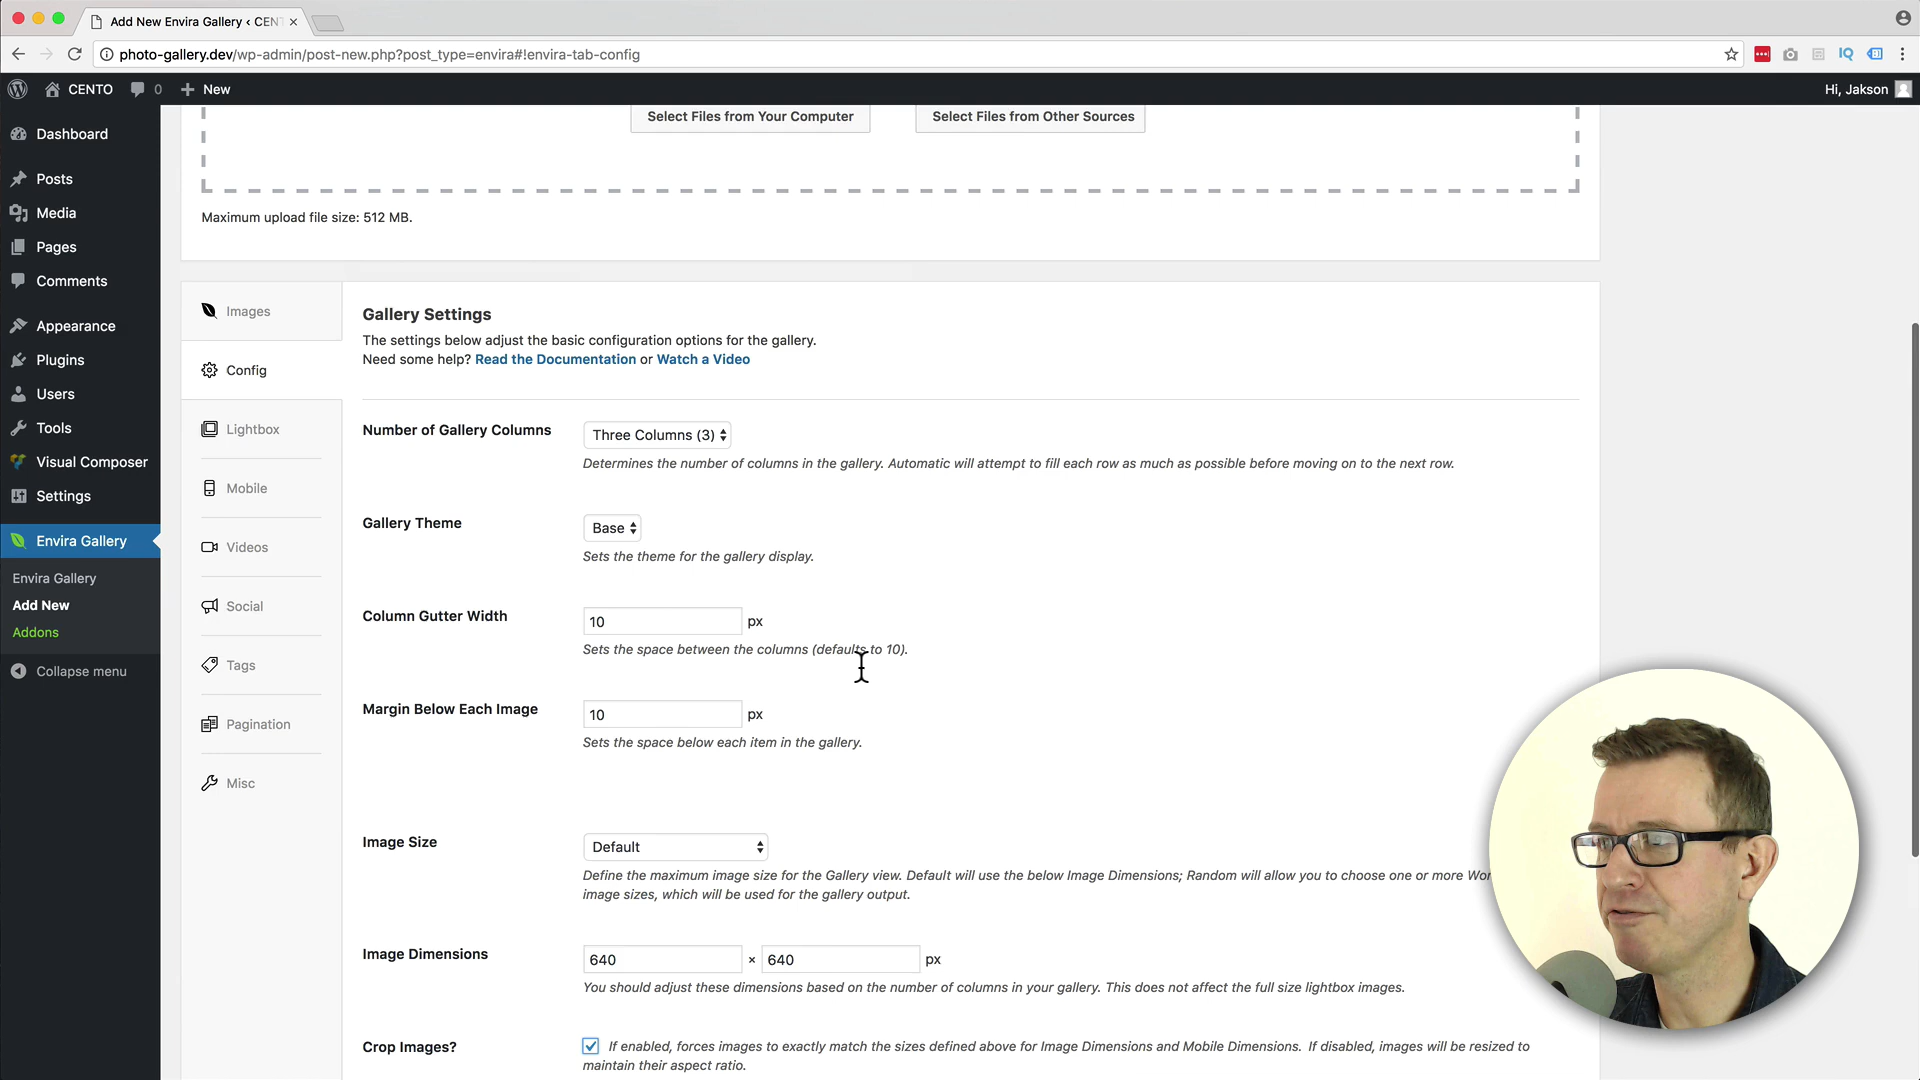 Add New Envira Gallery ‹ CENT
photo-gallery.dev/wp-admin/post-new.php?post_type=envira#!envira-tab-config
IQ
CENTO
0
New
Hi, Jakson
Dashboard
Posts
Media
Pages
Comments
Appearance
Plugins
Users
Tools
Visual Composer
Settings
Envira Gallery
Envira Gallery
Add New
Addons
Collapse menu
Select Files from Your Computer
Select Files from Other Sources
Maximum upload file size: 512 MB.
Images
Config
Lightbox
Mobile
Videos
Social
Tags
Pagination
Misc
Gallery Settings
The settings below adjust the basic configuration options for the gallery.
Need some help? Read the Documentation or Watch a Video
Number of Gallery Columns
Three Columns (3)
Determines the number of columns in the gallery. Automatic will attempt to fill each row as much as possible before moving on to the next row.
Gallery Theme
Base
Sets the theme for the gallery display.
Column Gutter Width
10 px
Sets the space between the columns (defaults to 10).
Margin Below Each Image
10 px
Sets the space below each item in the gallery.
Image Size
Default
Define the maximum image size for the Gallery view. Default will use the below Image Dimensions; Random will allow you to choose one or more Wor
image sizes, which will be used for the gallery output.
Image Dimensions
640 × 640 px
You should adjust these dimensions based on the number of columns in your gallery. This does not affect the full size lightbox images.
Crop Images?
If enabled, forces images to exactly match the sizes defined above for Image Dimensions and Mobile Dimensions. If disabled, images will be resized to
maintain their aspect ratio.